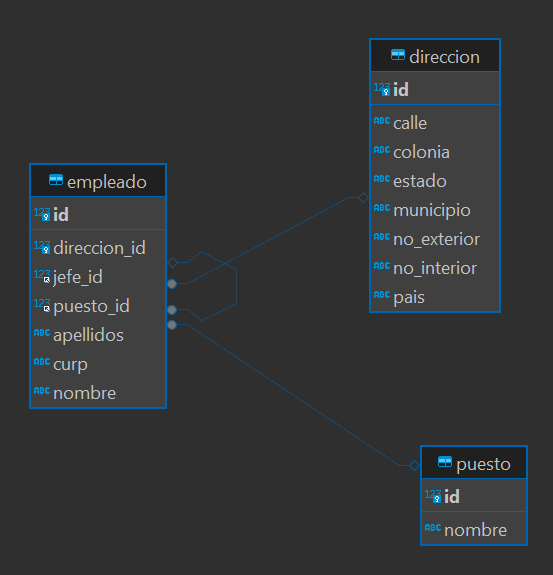 direccion
123 id
ABC calle
ABC colonia
ABC estado
ABC municipio
ABC no_exterior
ABC no_interior
ABC pais
empleado
123 id
123 direccion_id
123 jefe_id
123 puesto_id
ABC apellidos
ABC curp
ABC nombre
puesto
123 id
ABC nombre